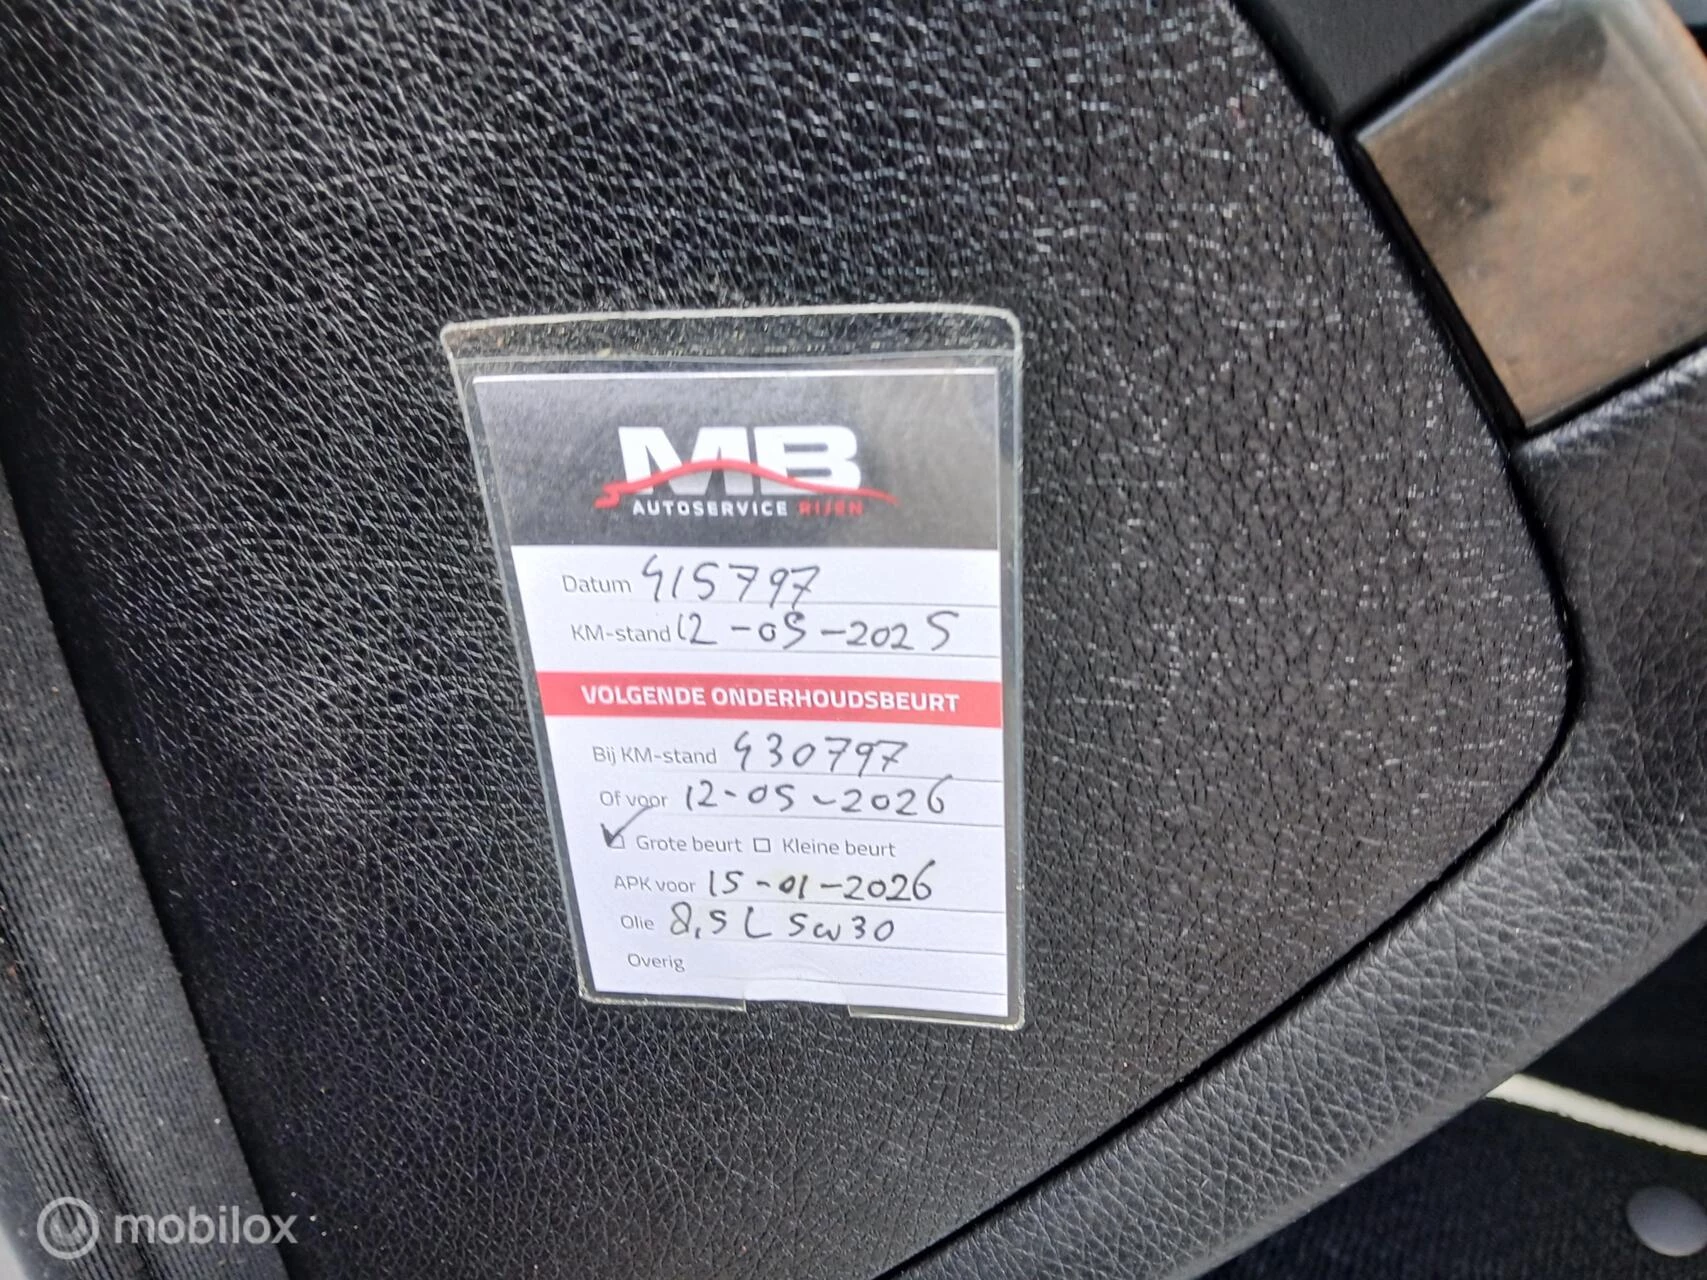 MB
AUTOSERVICE RIJEN
Datum 415797
KM-stand 12-05-2025
VOLGENDE ONDERHOUDSBEURT
Bij KM-stand 430797
Of voor 12-05-2026
Grote beurt Kleine beurt
APK voor 15-01-2026
Olie 8,5 L 5w30
Overig
mobilox